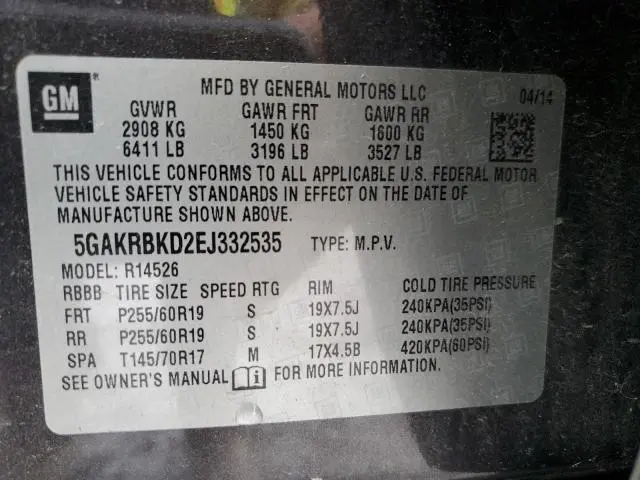 GM ®
MFD BY GENERAL MOTORS LLC 04/14
GVWR GAWR FRT GAWR RR
2908 KG 1450 KG 1600 KG
6411 LB 3196 LB 3527 LB
THIS VEHICLE CONFORMS TO ALL APPLICABLE U.S. FEDERAL MOTOR
VEHICLE SAFETY STANDARDS IN EFFECT ON THE DATE OF
MANUFACTURE SHOWN ABOVE.
5GAKRBKD2EJ332535 TYPE: M.P.V.
MODEL: R14526
RBBB TIRE SIZE SPEED RTG RIM COLD TIRE PRESSURE
FRT P255/60R19 S 19X7.5J 240KPA(35PSI)
RR P255/60R19 S 19X7.5J 240KPA(35PSI)
SPA T145/70R17 M 17X4.5B 420KPA(60PSI)
SEE OWNER'S MANUAL i FOR MORE INFORMATION.